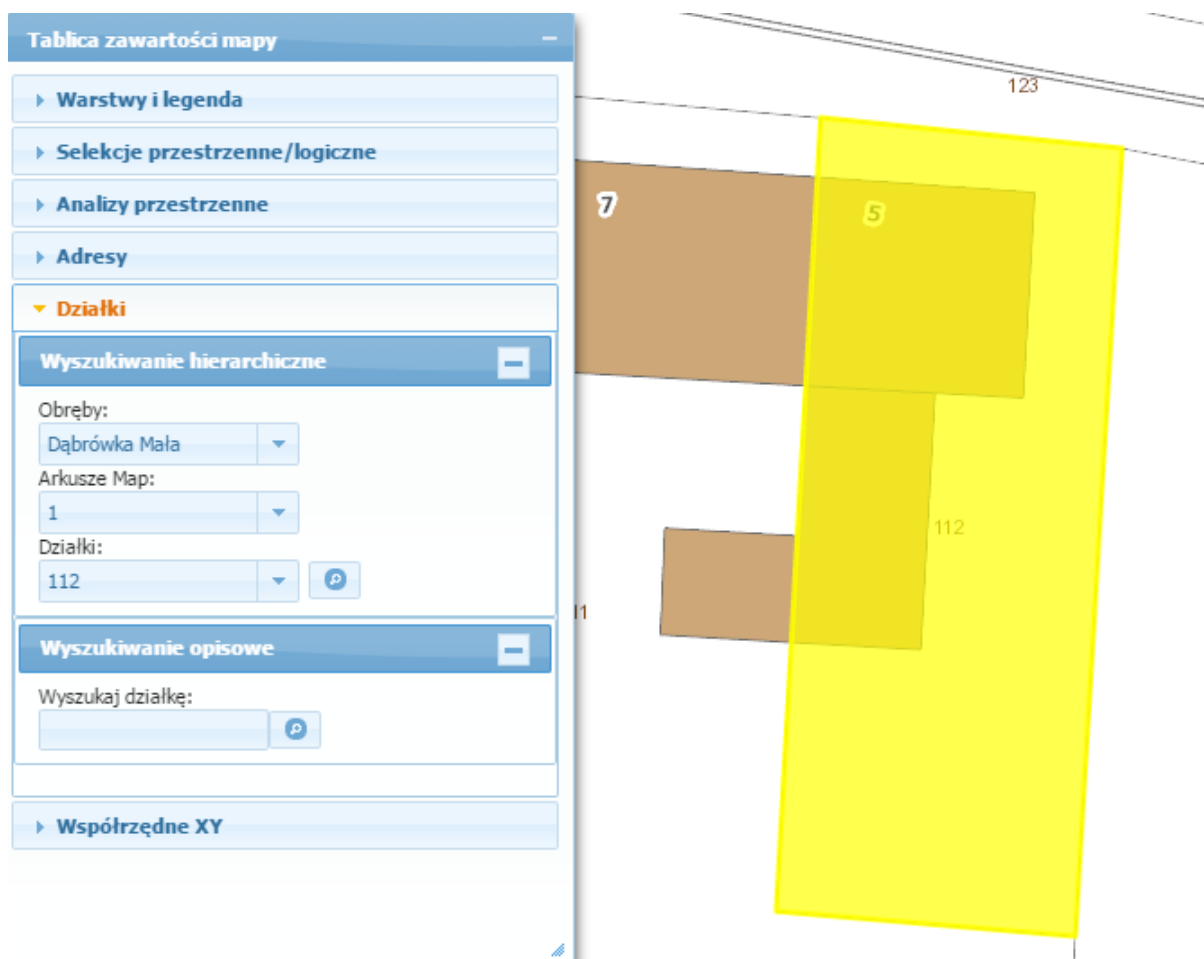 Tablica zawartości mapy
Warstwy i legenda
Selekcje przestrzenne/logiczne
Analizy przestrzenne
Adresy
Działki
Wyszukiwanie hierarchiczne
Obręby:
Dąbrówka Mała
Arkusze Map:
1
Działki:
112
Wyszukiwanie opisowe
Wyszukaj działkę:
Współrzędne XY
123
7
5
112